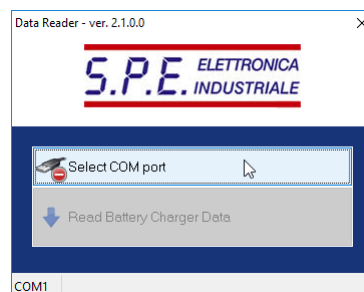 Data Reader - ver. 2.1.0.0
S.P.E. ELETTRONICA
INDUSTRIALE
Select COM port
Read Battery Charger Data
COM1